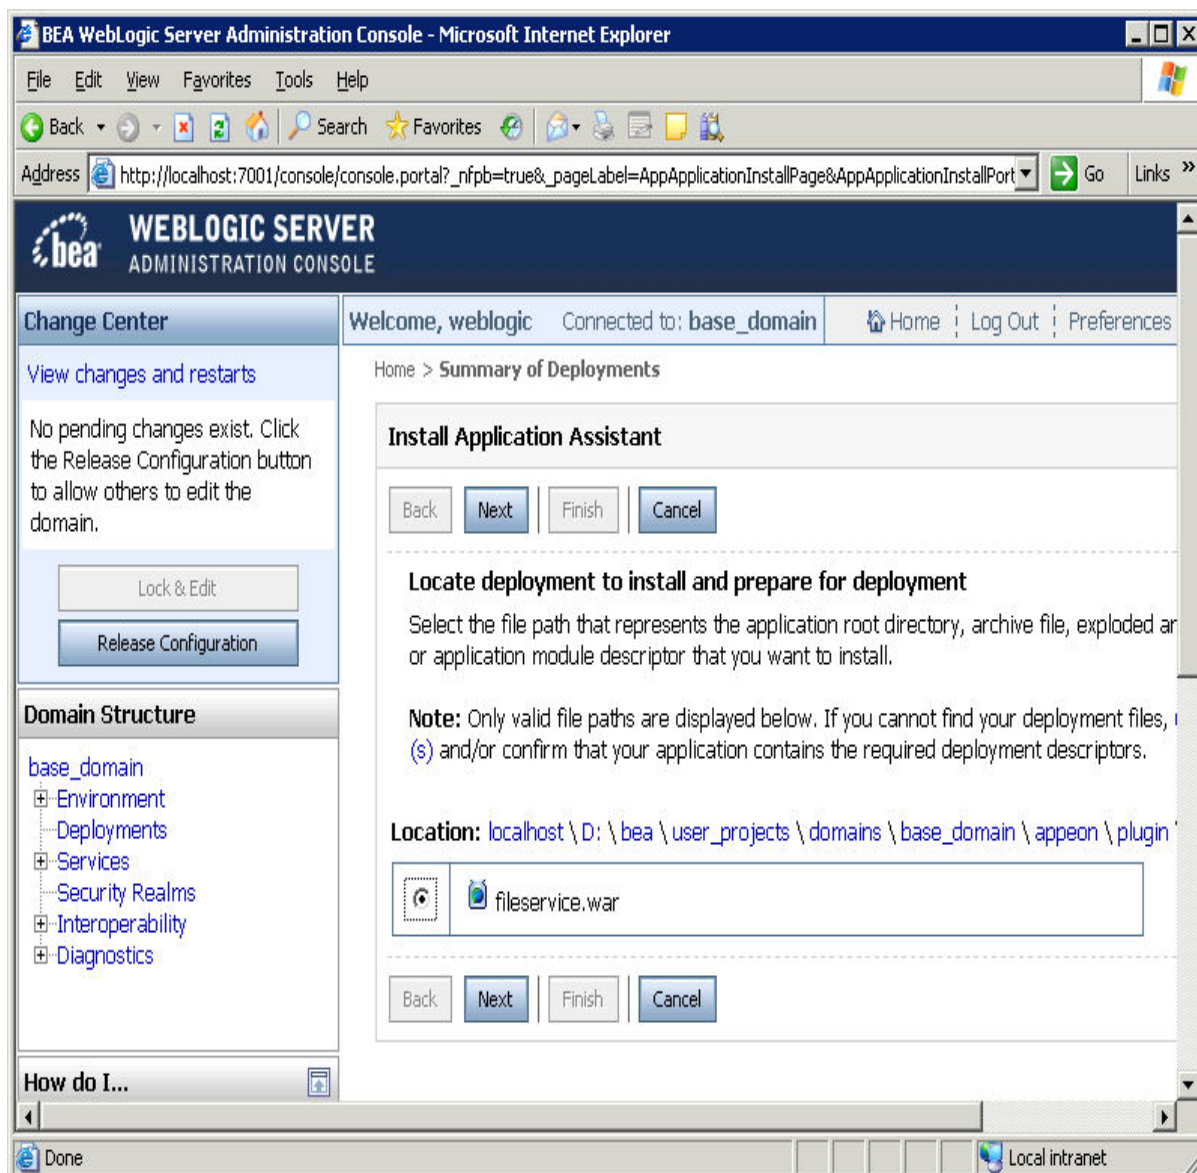 BEA WebLogic Server Administration Console - Microsoft Internet Explorer
File Edit View Favorites Tools Help
Back Search Favorites
Address http://localhost:7001/console/console.portal?_nfpb=true&_pageLabel=AppApplicationInstallPage&AppApplicationInstallPort Go Links »
bea WEBLOGIC SERVER
ADMINISTRATION CONSOLE
Change Center
View changes and restarts
No pending changes exist. Click
the Release Configuration button
to allow others to edit the
domain.
Lock & Edit
Release Configuration
Domain Structure
base_domain
Environment
Deployments
Services
Security Realms
Interoperability
Diagnostics
How do I...
Welcome, weblogic Connected to: base_domain Home Log Out Preferences
Home > Summary of Deployments
Install Application Assistant
Back Next Finish Cancel
Locate deployment to install and prepare for deployment
Select the file path that represents the application root directory, archive file, exploded ar
or application module descriptor that you want to install.
Note: Only valid file paths are displayed below. If you cannot find your deployment files,
(s) and/or confirm that your application contains the required deployment descriptors.
Location: localhost \ D: \ bea \ user_projects \ domains \ base_domain \ appeon \ plugin \
fileservice.war
Back Next Finish Cancel
Done Local intranet